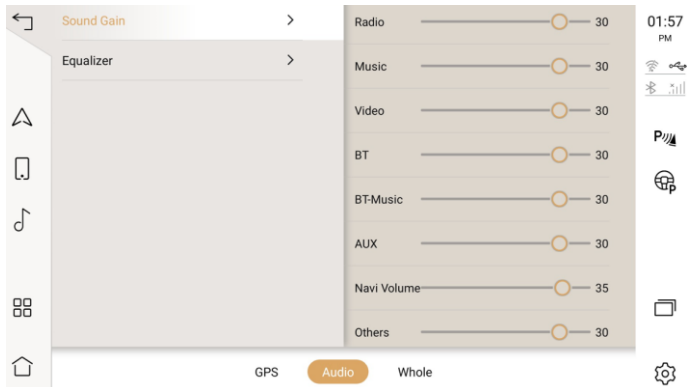 Sound Gain
Equalizer
Radio 30
Music 30
Video 30
BT 30
BT-Music 30
AUX 30
Navi Volume 35
Others 30
GPS Audio Whole
01:57
PM
P
P